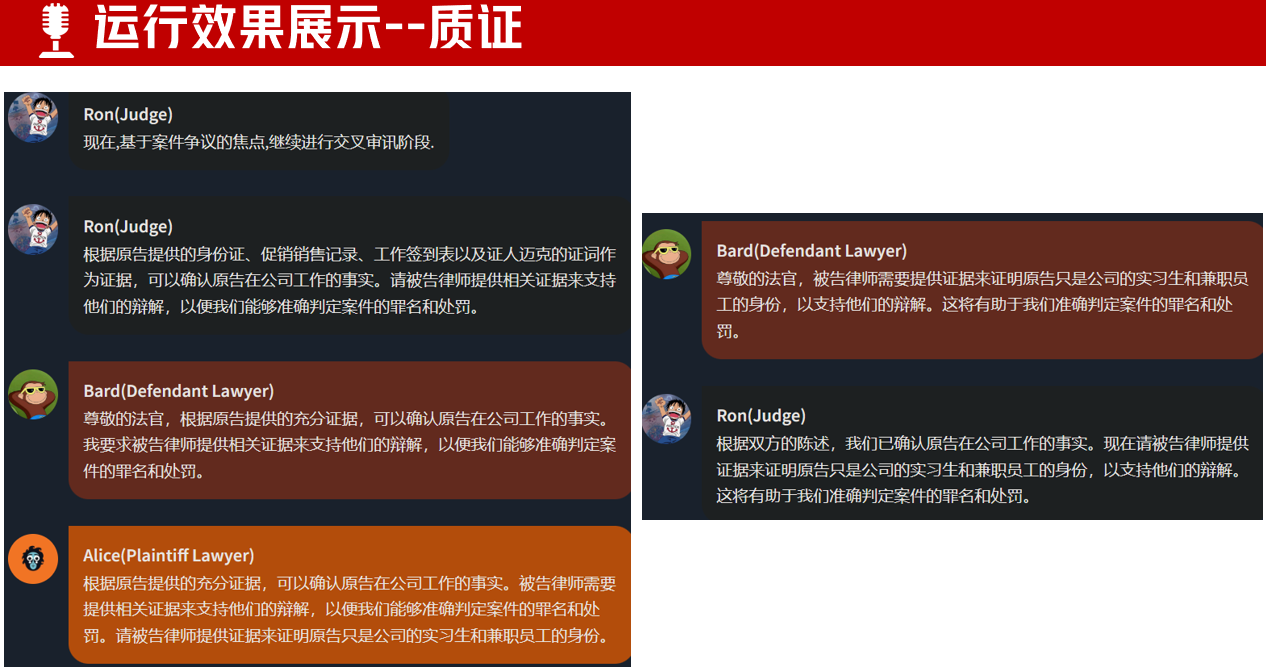 运行效果展示--质证
Ron(Judge)
现在,基于案件争议的焦点,继续进行交叉审讯阶段.
Ron(Judge)
根据原告提供的身份证、促销销售记录、工作签到表以及证人迈克的证词作
为证据，可以确认原告在公司工作的事实。请被告律师提供相关证据来支持
他们的辩解，以便我们能够准确判定案件的罪名和处罚。
Bard(Defendant Lawyer)
尊敬的法官，根据原告提供的充分证据，可以确认原告在公司工作的事实。
我要求被告律师提供相关证据来支持他们的辩解，以便我们能够准确判定案
件的罪名和处罚。
Alice(Plaintiff Lawyer)
根据原告提供的充分证据，可以确认原告在公司工作的事实。被告律师需要
提供相关证据来支持他们的辩解，以便我们能够准确判定案件的罪名和处
罚。请被告律师提供证据来证明原告只是公司的实习生和兼职员工的身份。
Bard(Defendant Lawyer)
尊敬的法官，被告律师需要提供证据来证明原告只是公司的实习生和兼职员
工的身份，以支持他们的辩解。这将有助于我们准确判定案件的罪名和处
罚。
Ron(Judge)
根据双方的陈述，我们已确认原告在公司工作的事实。现在请被告律师提供
证据来证明原告只是公司的实习生和兼职员工的身份，以支持他们的辩解。
这将有助于我们准确判定案件的罪名和处罚。